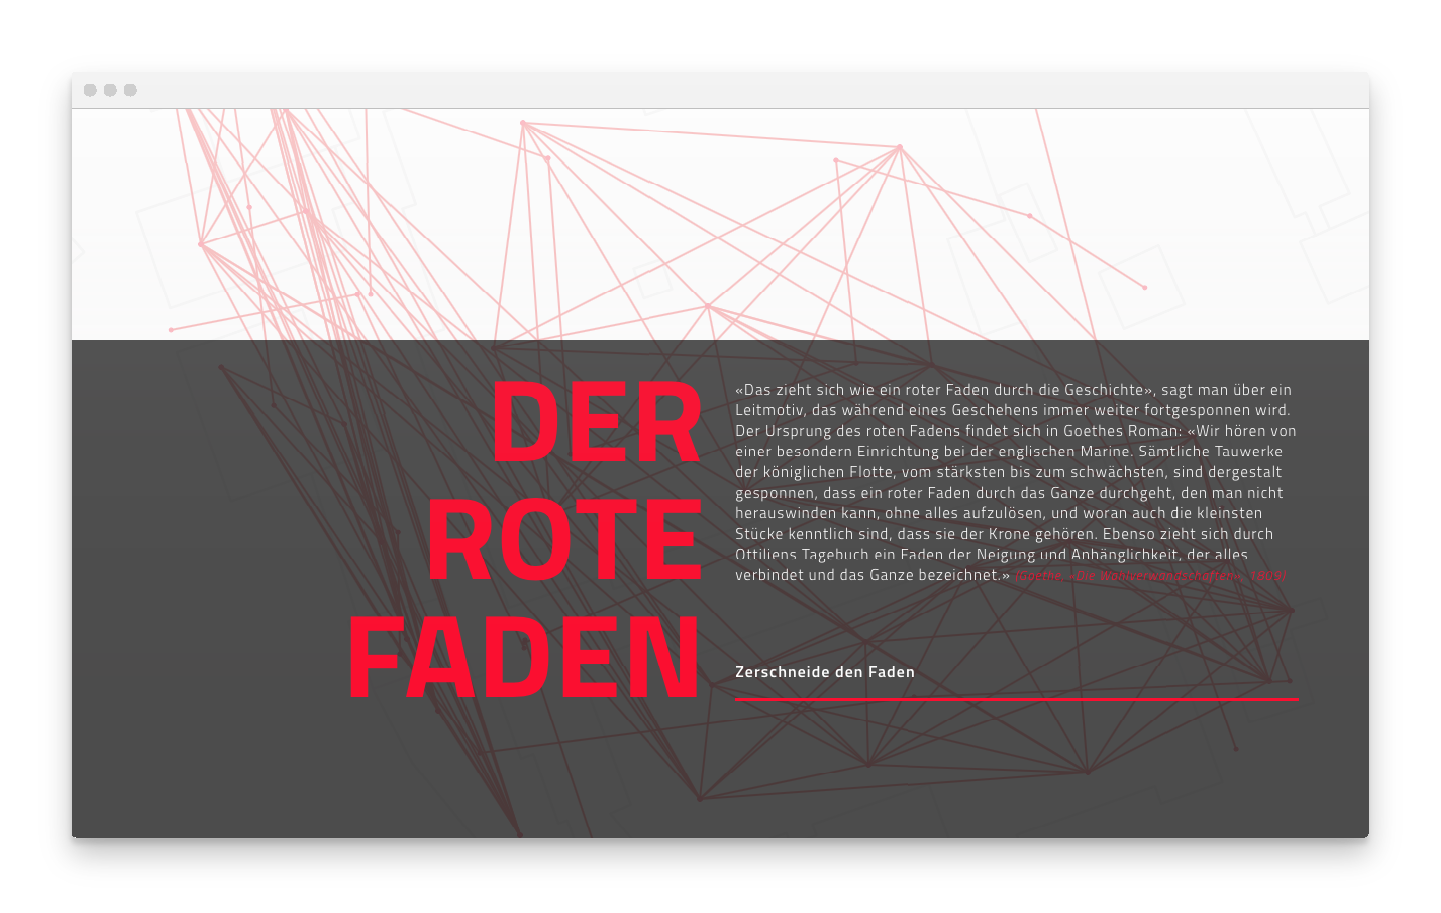 DER
ROTE
FADEN
«Das zieht sich wie ein roter Faden durch die Geschichte», sagt man über ein
Leitmotiv, das während eines Geschehens immer weiter fortgesponnen wird.
Der Ursprung des roten Fadens findet sich in Goethes Roman: «Wir hören von
einer besondern Einrichtung bei der englischen Marine. Sämtliche Tauwerke
der königlichen Flotte, vom stärksten bis zum schwächsten, sind dergestalt
gesponnen, dass ein roter Faden durch das Ganze durchgeht, den man nicht
herauswinden kann, ohne alles aufzulösen, und woran auch die kleinsten
Stücke kenntlich sind, dass sie der Krone gehören. Ebenso zieht sich durch
Ottiliens Tagebuch ein Faden der Neigung und Anhänglichkeit, der alles
verbindet und das Ganze bezeichnet.» (Goethe, «Die Wahlverwandschaften», 1809)
Zerschneide den Faden